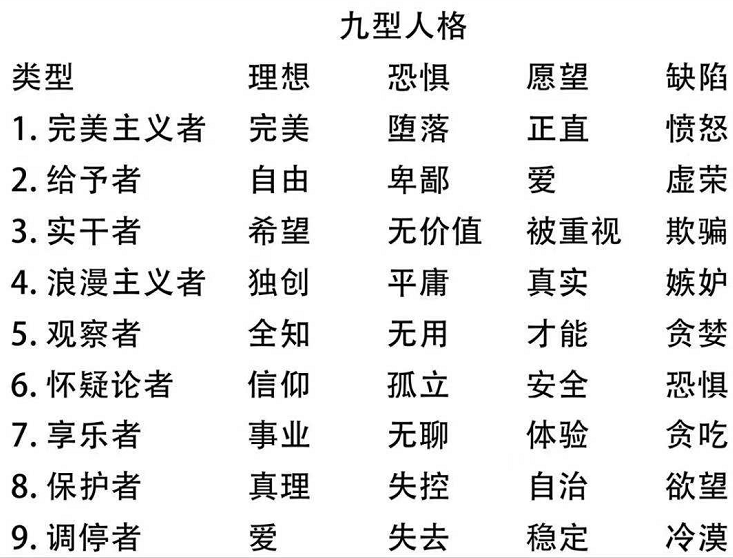 九型人格
类型 理想 恐惧 愿望 缺陷
1. 完美主义者 完美 堕落 正直 愤怒
2. 给予者 自由 卑鄙 爱 虚荣
3. 实干者 希望 无价值 被重视 欺骗
4. 浪漫主义者 独创 平庸 真实 嫉妒
5. 观察者 全知 无用 才能 贪婪
6. 怀疑论者 信仰 孤立 安全 恐惧
7. 享乐者 事业 无聊 体验 贪吃
8. 保护者 真理 失控 自治 欲望
9. 调停者 爱 失去 稳定 冷漠